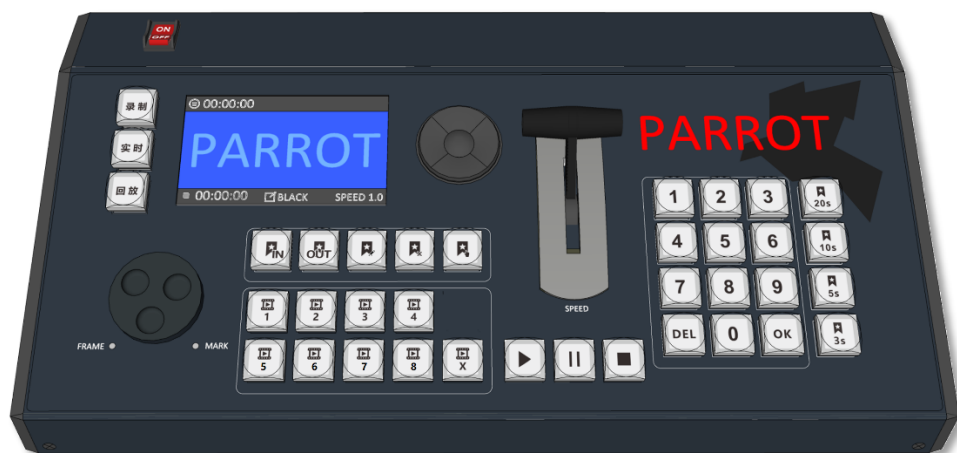 ON
OFF
录制
实时
回放
00:00:00
PARROT
00:00:00 BLACK SPEED 1.0
PARROT
1 2 3 20s
4 5 6 10s
7 8 9 5s
DEL 0 OK 3s
IN OUT
1 2 3 4
5 6 7 8 X
SPEED
FRAME MARK